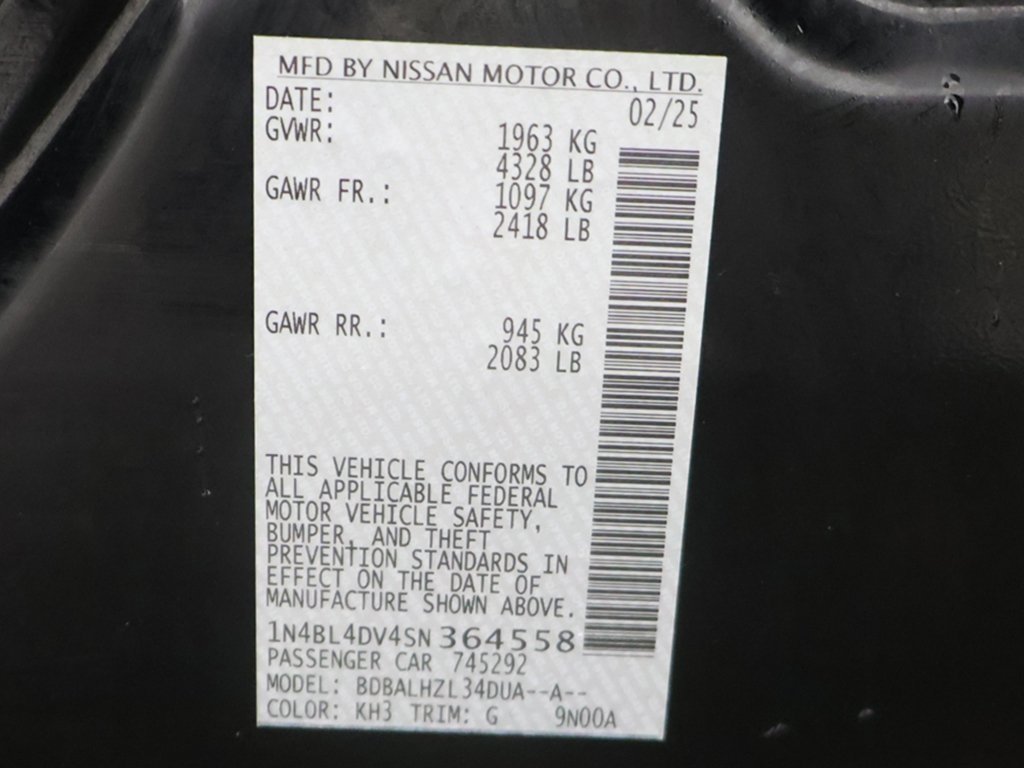 MFD BY NISSAN MOTOR CO., LTD.
DATE: 02/25
GVWR: 1963 KG
4328 LB
GAWR FR.: 1097 KG
2418 LB
GAWR RR.: 945 KG
2083 LB
THIS VEHICLE CONFORMS TO
ALL APPLICABLE FEDERAL
MOTOR VEHICLE SAFETY,
BUMPER, AND THEFT
PREVENTION STANDARDS IN
EFFECT ON THE DATE OF
MANUFACTURE SHOWN ABOVE.
1N4BL4DV4SN364558
PASSENGER CAR 745292
MODEL: BDBALHZL34DUA--A--
COLOR: KH3 TRIM: G 9N00A